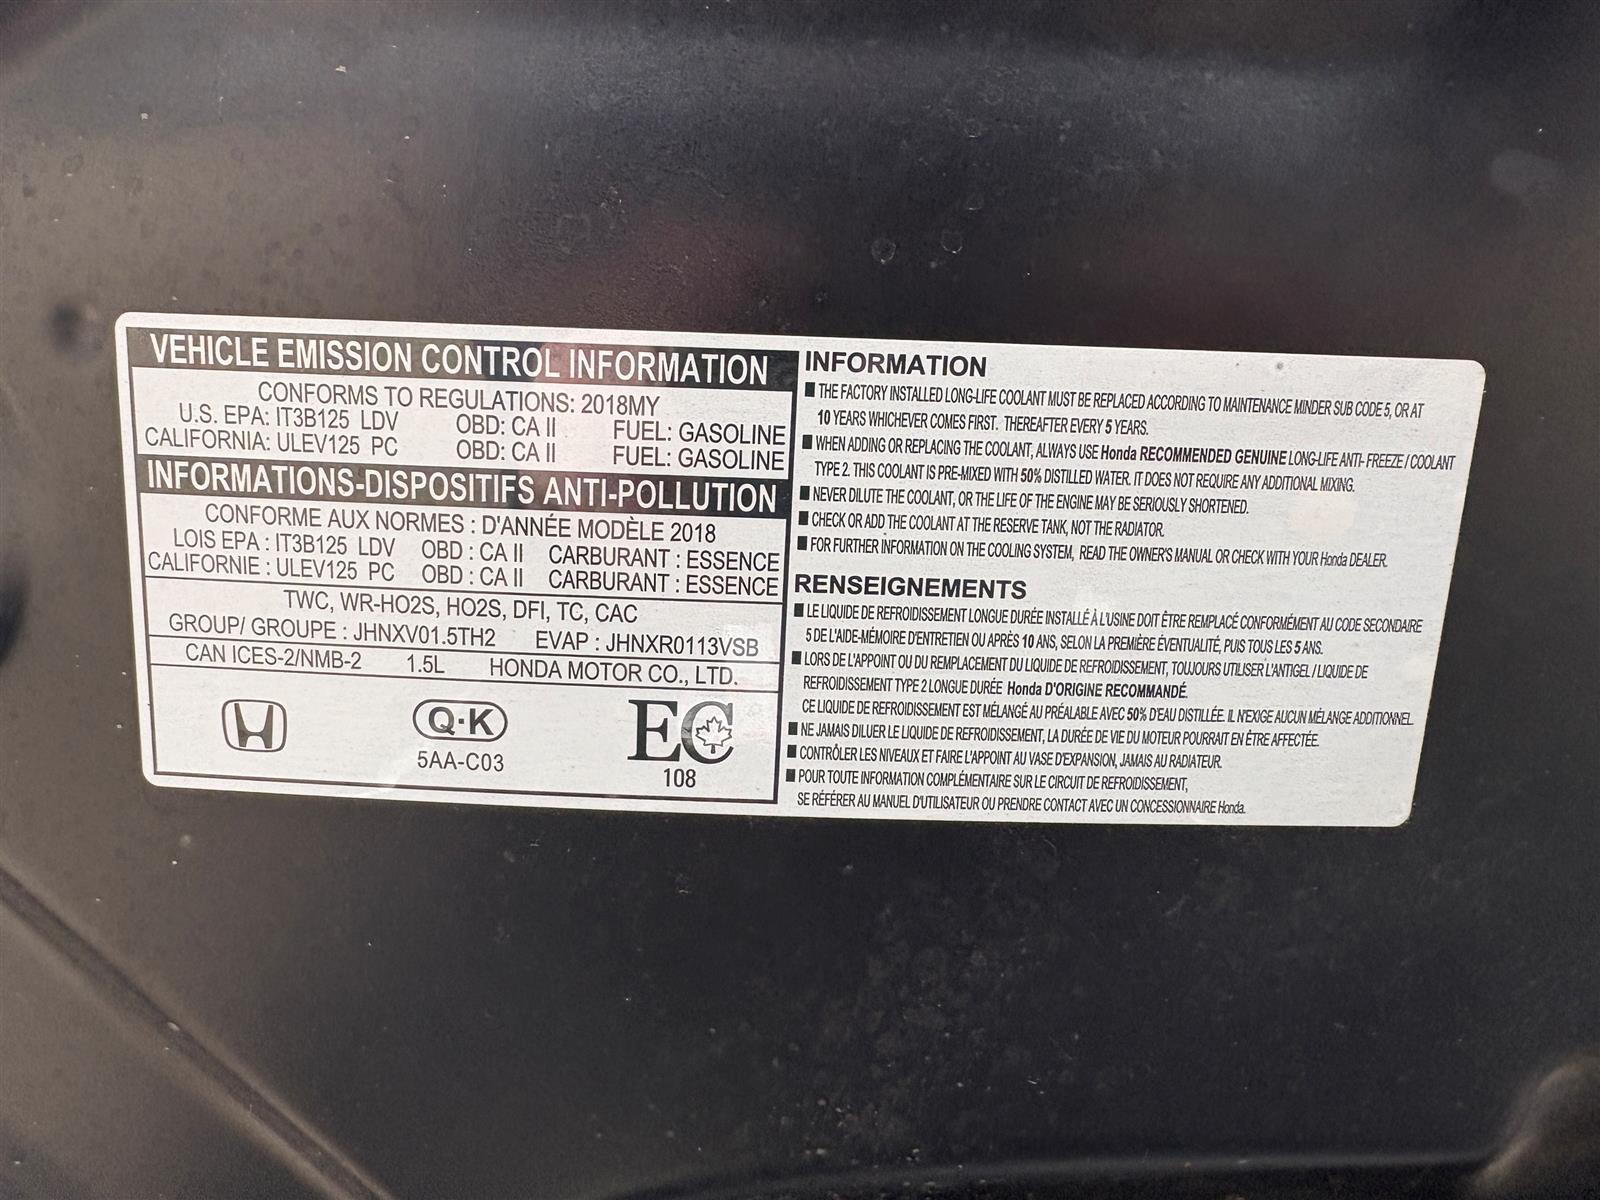 VEHICLE EMISSION CONTROL INFORMATION
CONFORMS TO REGULATIONS: 2018MY
U.S. EPA: IT3B125 LDV OBD: CA II FUEL: GASOLINE
CALIFORNIA: ULEV125 PC OBD: CA II FUEL: GASOLINE
INFORMATIONS-DISPOSITIFS ANTI-POLLUTION
CONFORME AUX NORMES : D'ANNÉE MODÈLE 2018
LOIS EPA : IT3B125 LDV OBD : CA II CARBURANT : ESSENCE
CALIFORNIE : ULEV125 PC OBD : CA II CARBURANT : ESSENCE
TWC, WR-HO2S, HO2S, DFI, TC, CAC
GROUP/ GROUPE : JHNXV01.5TH2 EVAP : JHNXR0113VSB
CAN ICES-2/NMB-2 1.5L HONDA MOTOR CO., LTD.
Q·K
5AA-C03
EC
108
INFORMATION
■ THE FACTORY INSTALLED LONG-LIFE COOLANT MUST BE REPLACED ACCORDING TO MAINTENANCE MINDER SUB CODE 5, OR AT
10 YEARS WHICHEVER COMES FIRST. THEREAFTER EVERY 5 YEARS.
■ WHEN ADDING OR REPLACING THE COOLANT, ALWAYS USE Honda RECOMMENDED GENUINE LONG-LIFE ANTI- FREEZE / COOLANT
TYPE 2. THIS COOLANT IS PRE-MIXED WITH 50% DISTILLED WATER. IT DOES NOT REQUIRE ANY ADDITIONAL MIXING.
■ NEVER DILUTE THE COOLANT, OR THE LIFE OF THE ENGINE MAY BE SERIOUSLY SHORTENED.
■ CHECK OR ADD THE COOLANT AT THE RESERVE TANK, NOT THE RADIATOR.
■ FOR FURTHER INFORMATION ON THE COOLING SYSTEM, READ THE OWNER'S MANUAL OR CHECK WITH YOUR Honda DEALER.
RENSEIGNEMENTS
■ LE LIQUIDE DE REFROIDISSEMENT LONGUE DURÉE INSTALLÉ À L'USINE DOIT ÊTRE REMPLACÉ CONFORMÉMENT AU CODE SECONDAIRE
5 DE L'AIDE-MÉMOIRE D'ENTRETIEN OU APRÈS 10 ANS, SELON LA PREMIÈRE ÉVENTUALITÉ, PUIS TOUS LES 5 ANS.
■ LORS DE L'APPOINT OU DU REMPLACEMENT DU LIQUIDE DE REFROIDISSEMENT, TOUJOURS UTILISER L'ANTIGEL / LIQUIDE DE
REFROIDISSEMENT TYPE 2 LONGUE DURÉE Honda D'ORIGINE RECOMMANDÉ.
CE LIQUIDE DE REFROIDISSEMENT EST MÉLANGÉ AU PRÉALABLE AVEC 50% D'EAU DISTILLÉE. IL N'EXIGE AUCUN MÉLANGE ADDITIONNEL.
■ NE JAMAIS DILUER LE LIQUIDE DE REFROIDISSEMENT, LA DURÉE DE VIE DU MOTEUR POURRAIT EN ÊTRE AFFECTÉE.
■ CONTRÔLER LES NIVEAUX ET FAIRE L'APPOINT AU VASE D'EXPANSION, JAMAIS AU RADIATEUR.
■ POUR TOUTE INFORMATION COMPLÉMENTAIRE SUR LE CIRCUIT DE REFROIDISSEMENT,
SE RÉFÉRER AU MANUEL D'UTILISATEUR OU PRENDRE CONTACT AVEC UN CONCESSIONNAIRE Honda.